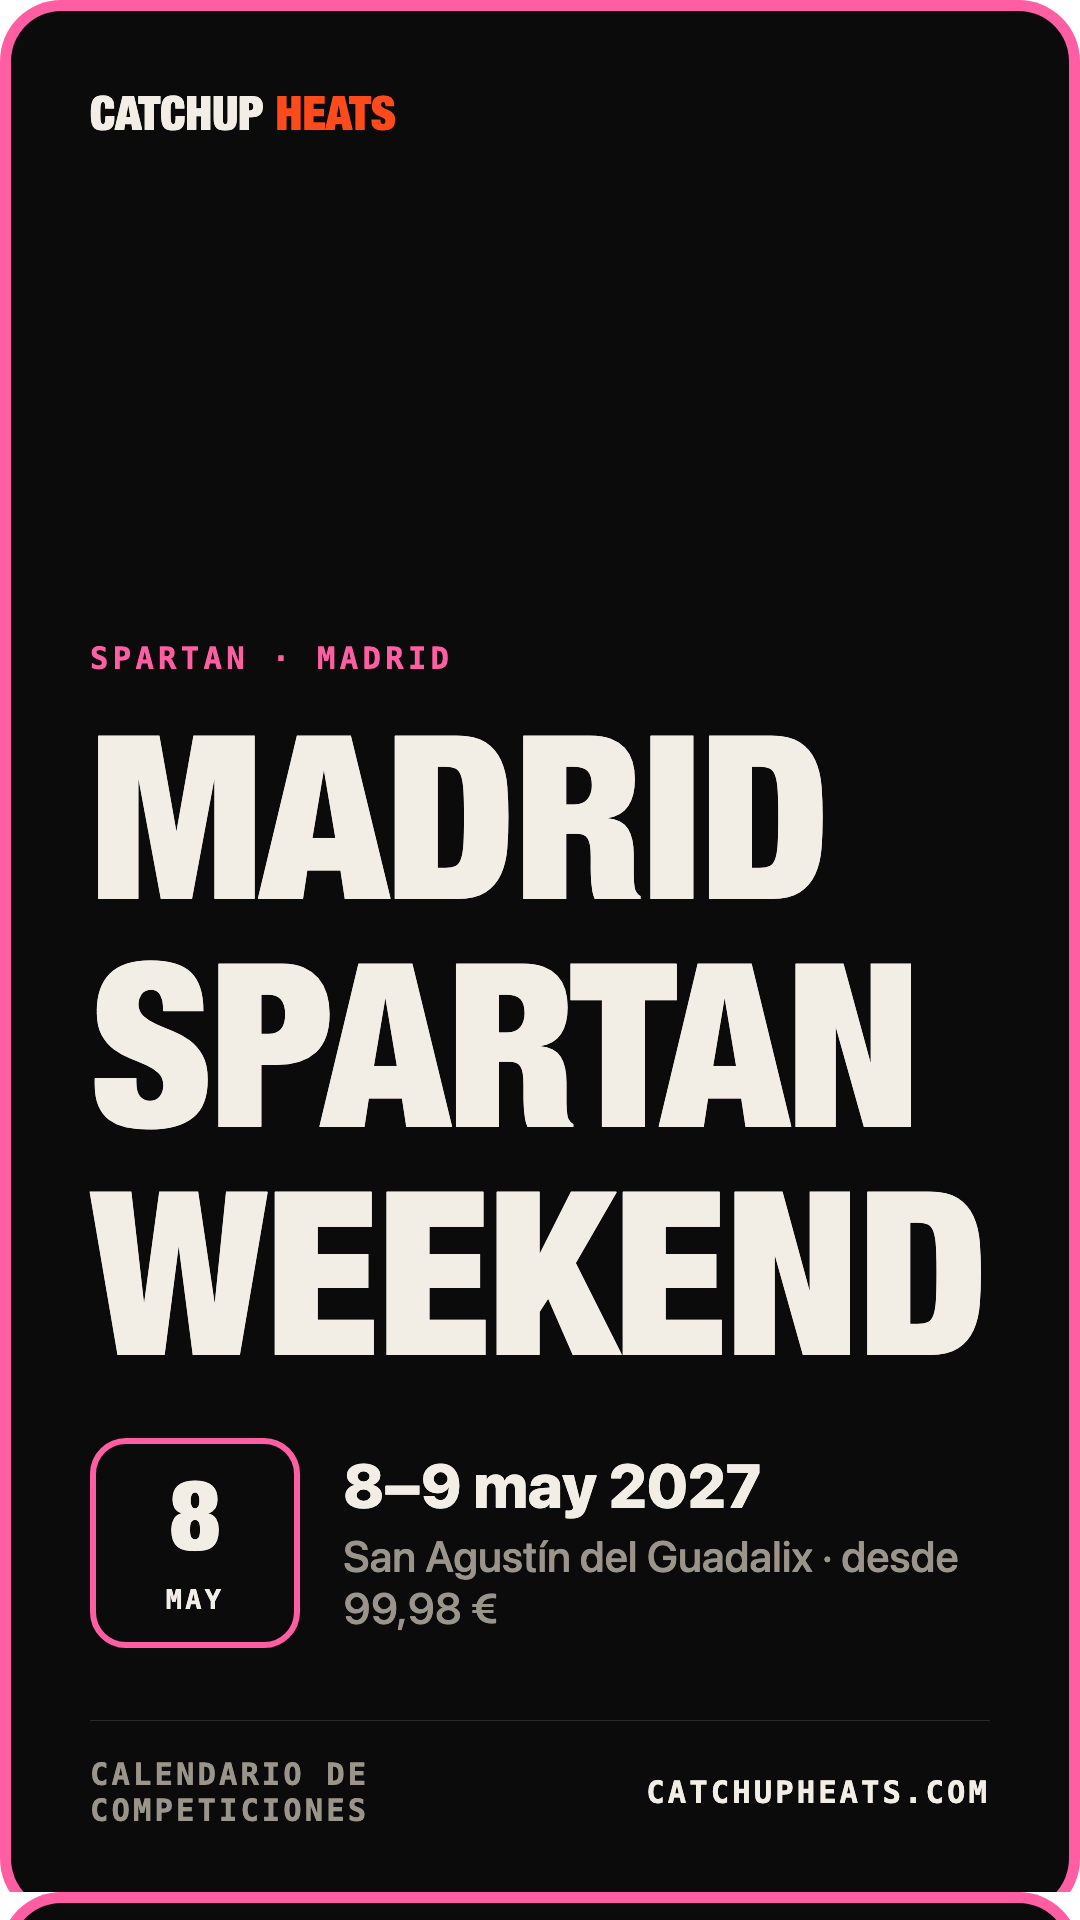 CATCHUP HEATS
SPARTAN · MADRID
MADRID
SPARTAN
WEEKEND
8
MAY
8–9 may 2027
San Agustín del Guadalix · desde
99,98 €
CALENDARIO DE
COMPETICIONES
CATCHUPHEATS.COM